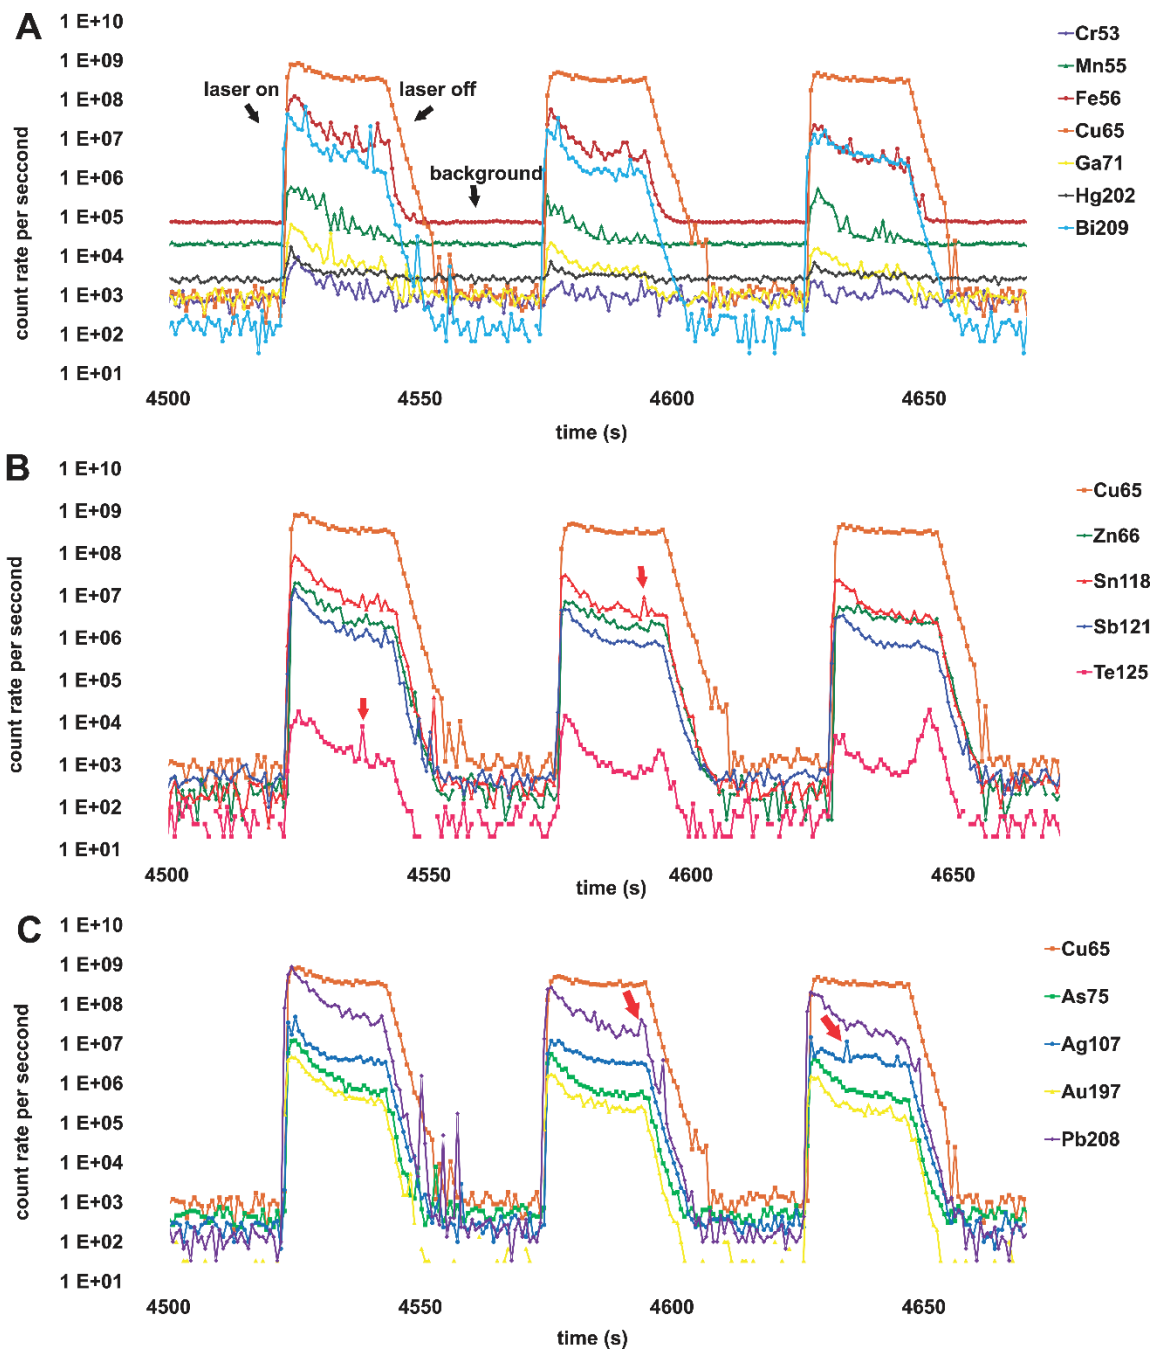 A
1 E+10
1 E+09
1 E+08
1 E+07
1 E+06
1 E+05
1 E+04
1 E+03
1 E+02
1 E+01
count rate per seccond
laser on
laser off
background
4500
4550
4600
4650
time (s)
Cr53
Mn55
Fe56
Cu65
Ga71
Hg202
Bi209
B
1 E+10
1 E+09
1 E+08
1 E+07
1 E+06
1 E+05
1 E+04
1 E+03
1 E+02
1 E+01
count rate per seccond
4500
4550
4600
4650
time (s)
Cu65
Zn66
Sn118
Sb121
Te125
C
1 E+10
1 E+09
1 E+08
1 E+07
1 E+06
1 E+05
1 E+04
1 E+03
1 E+02
1 E+01
count rate per seccond
4500
4550
4600
4650
time (s)
Cu65
As75
Ag107
Au197
Pb208